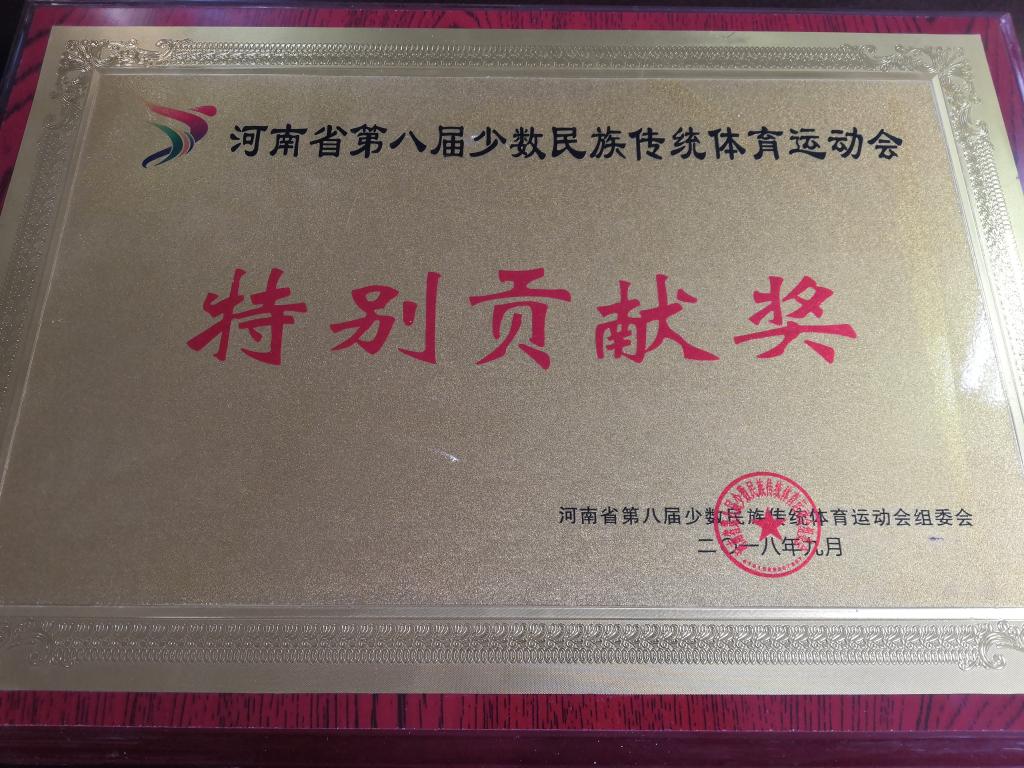 河南省第八届少数民族传统体育运动会
特别贡献奖
河南省第八届少数民族传统体育运动会组委会
二〇一八年九月